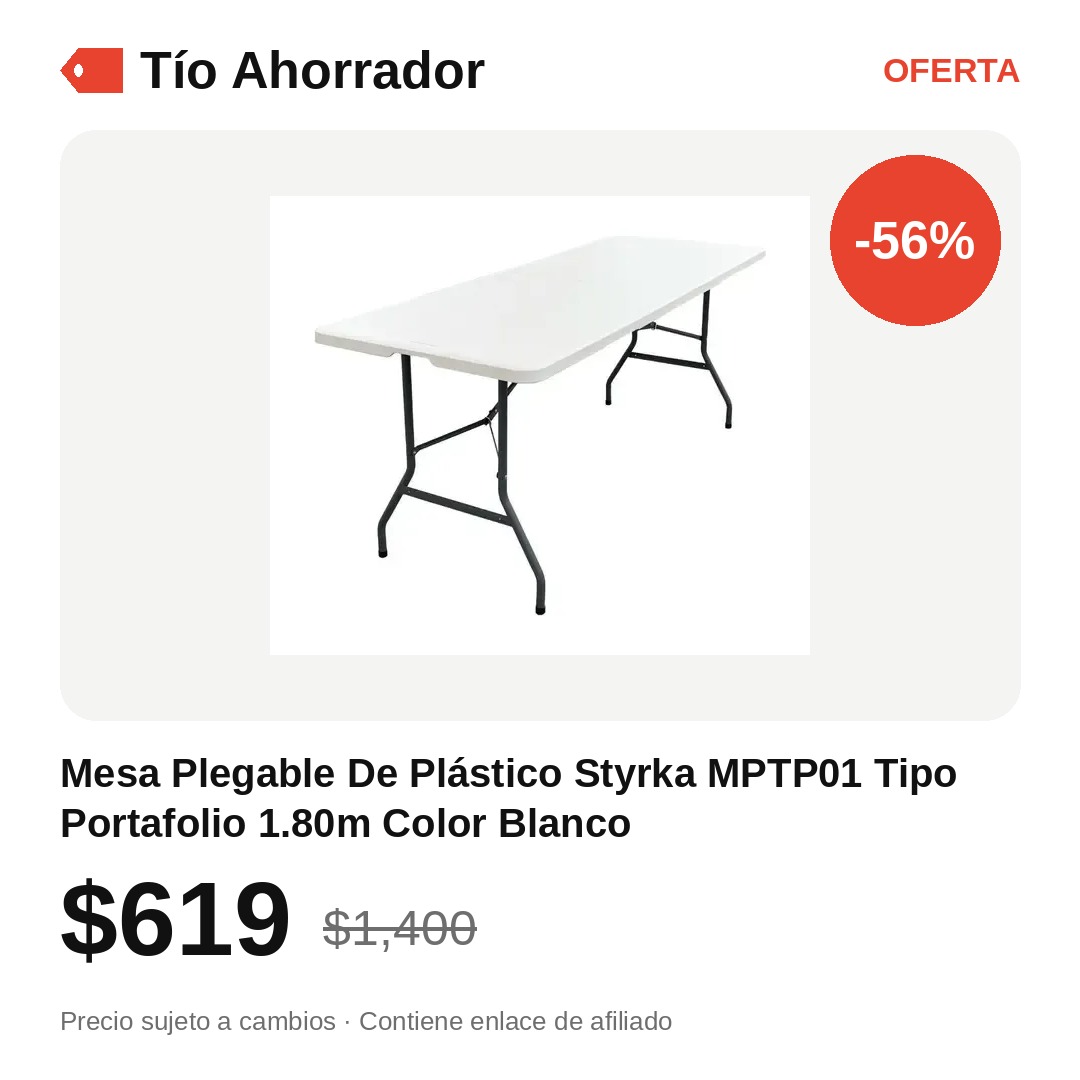 Tío Ahorrador
OFERTA
-56%
Mesa Plegable De Plástico Styrka MPTP01 Tipo
Portafolio 1.80m Color Blanco
$619 $1,400
Precio sujeto a cambios · Contiene enlace de afiliado